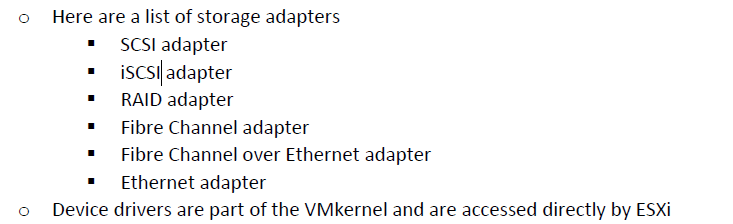 Here are a list of storage adapters
SCSI adapter
iSCSI adapter
RAID adapter
Fibre Channel adapter
Fibre Channel over Ethernet adapter
Ethernet adapter
Device drivers are part of the VMkernel and are accessed directly by ESXi